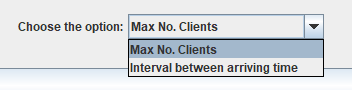 Choose the option: Max No. Clients
Max No. Clients
Interval between arriving time